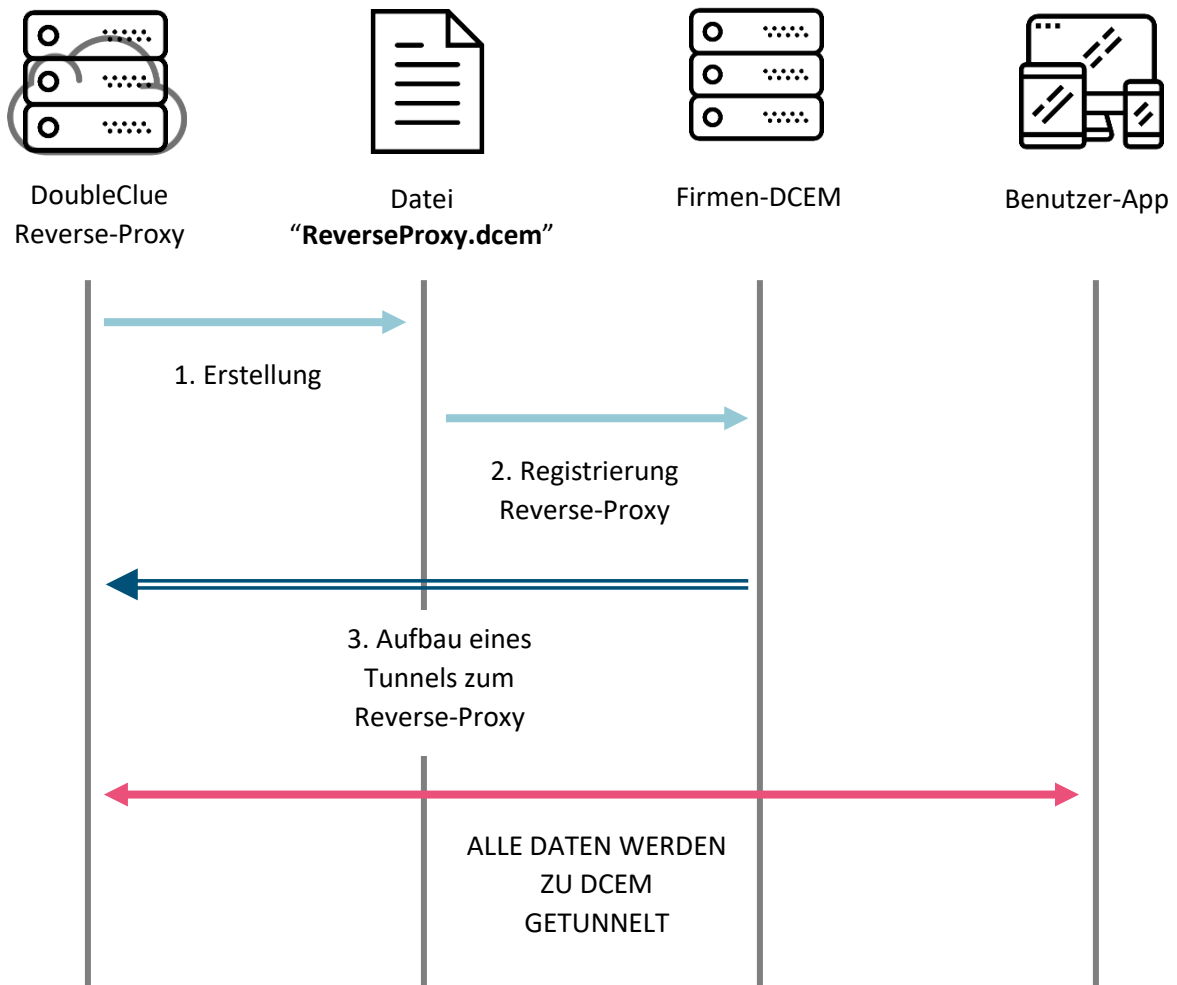 DoubleClue
Reverse-Proxy
Datei
“ReverseProxy.dcem”
Firmen-DCEM
Benutzer-App
1. Erstellung
2. Registrierung
Reverse-Proxy
3. Aufbau eines
Tunnels zum
Reverse-Proxy
ALLE DATEN WERDEN
ZU DCEM
GETUNNELT